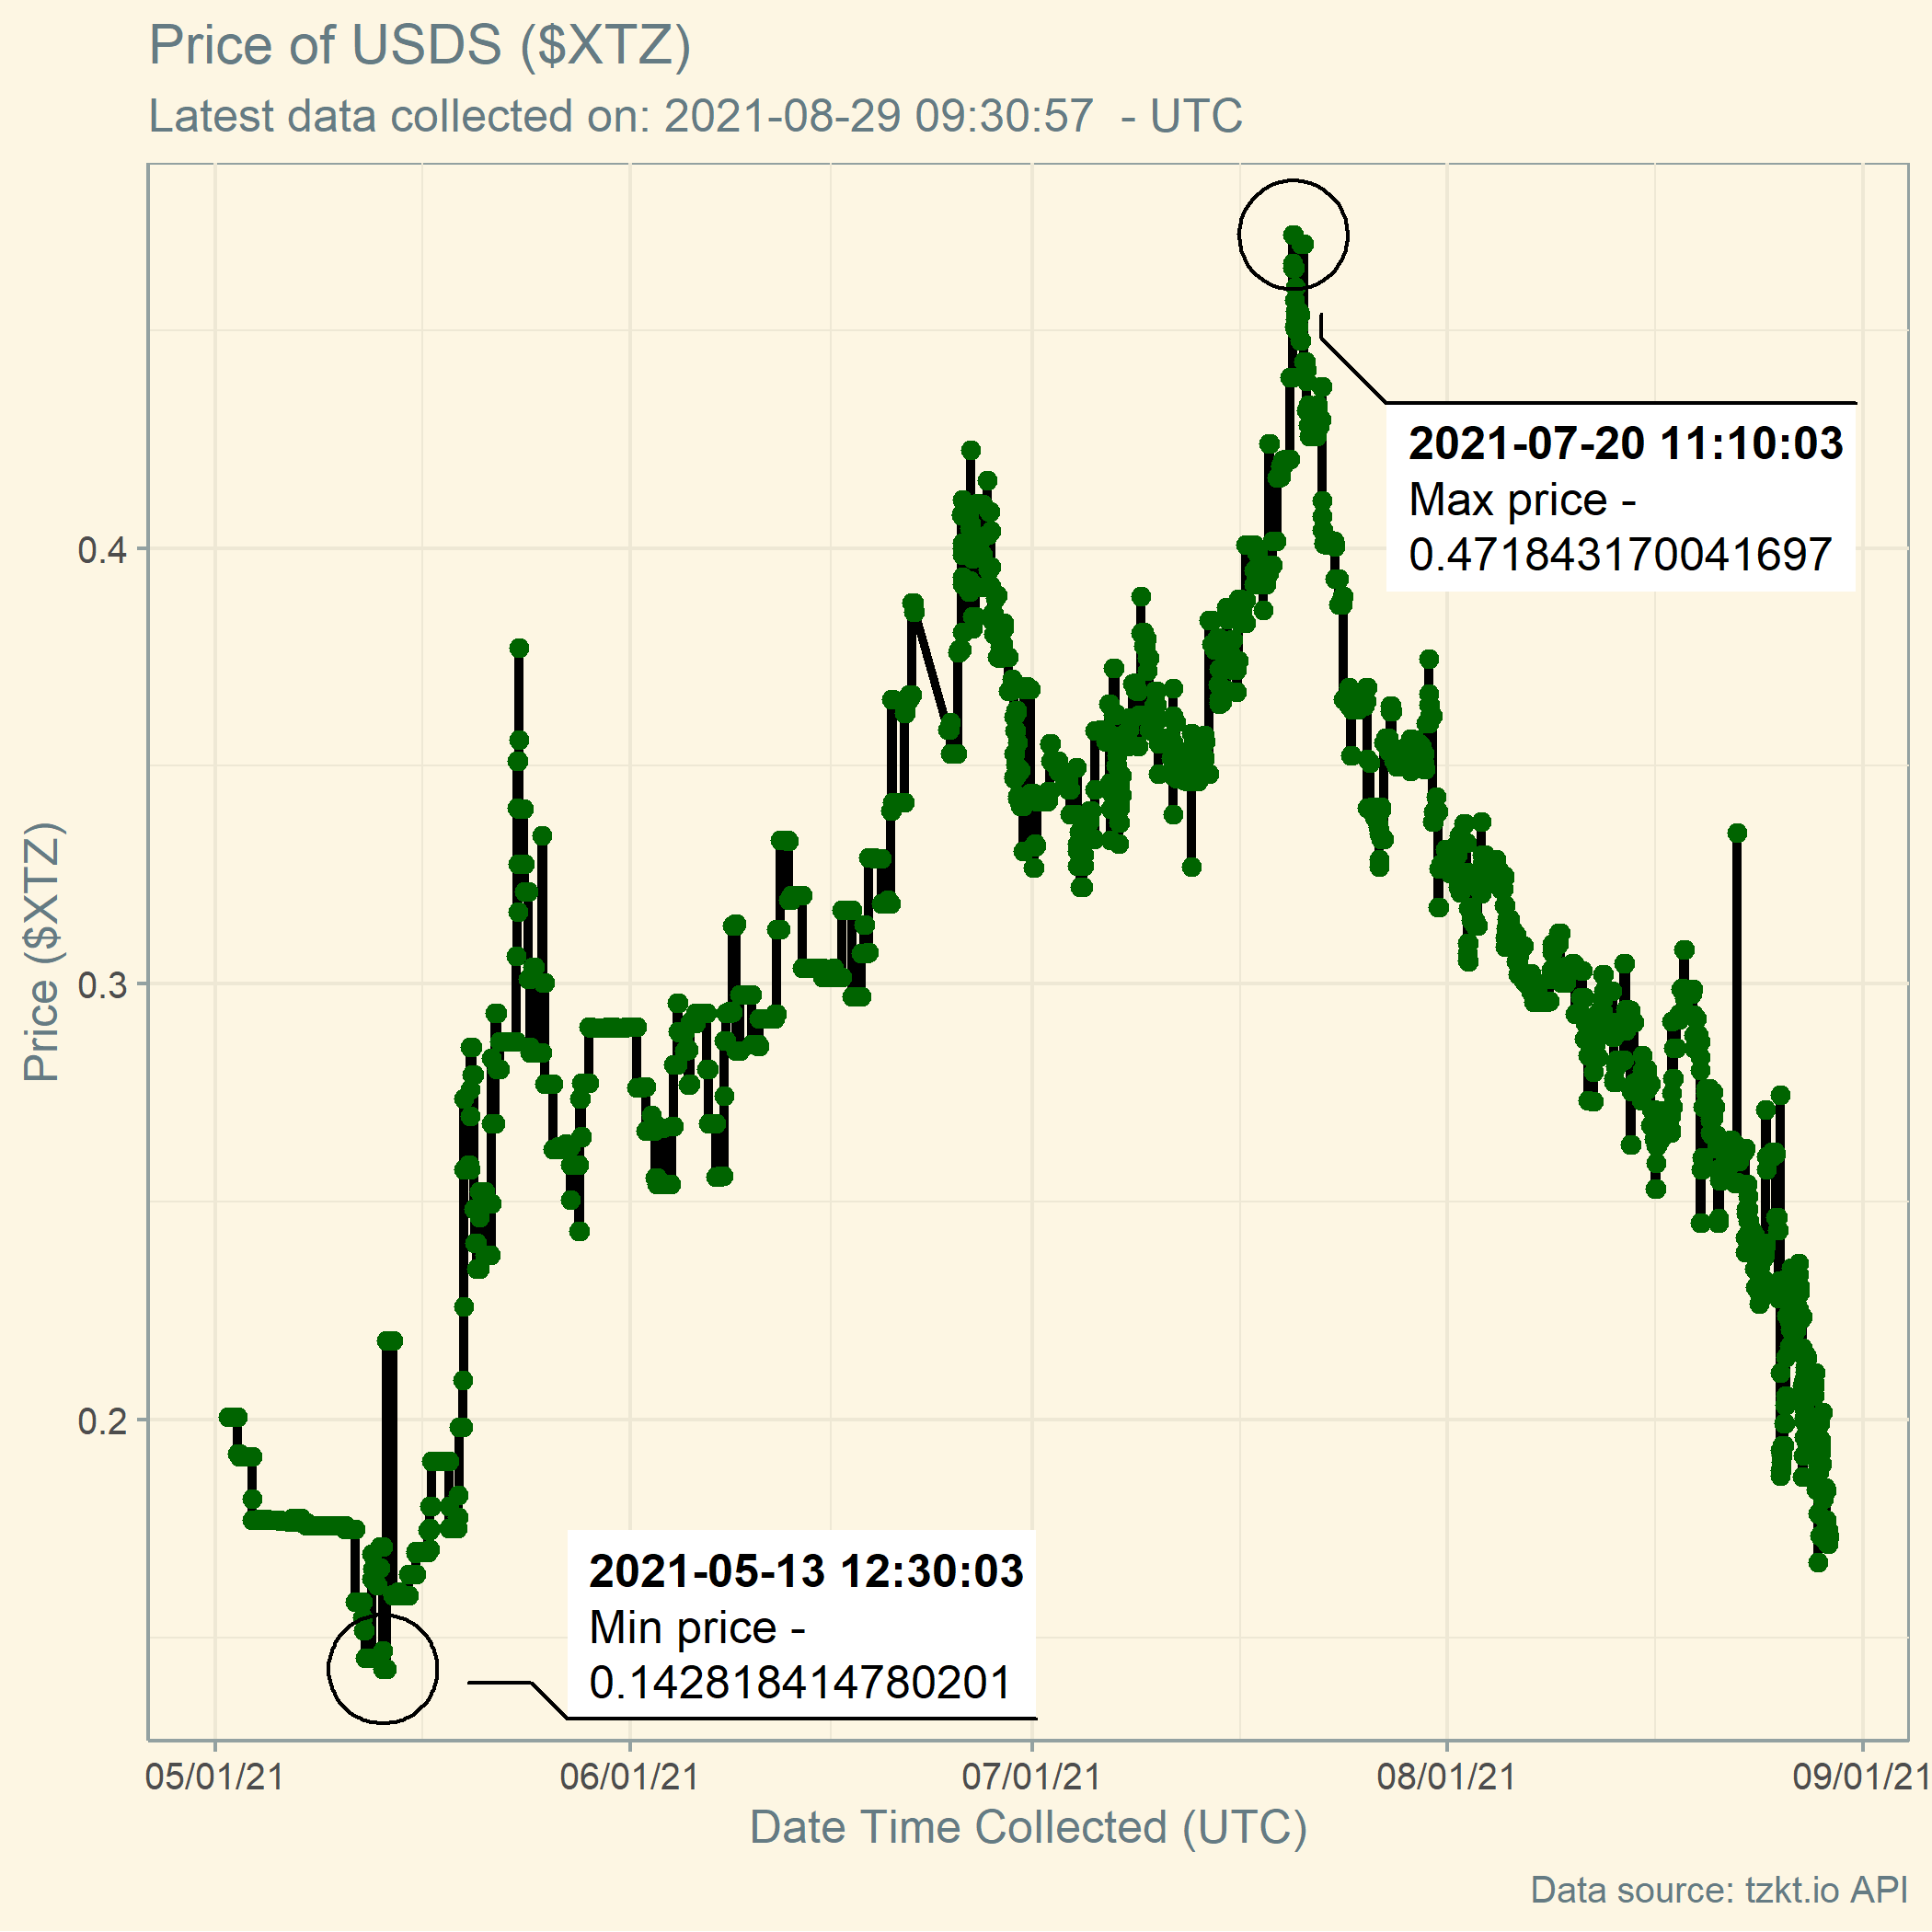 Price of USDS ($XTZ)
Latest data collected on: 2021-08-29 09:30:57  - UTC
2021-07-20 11:10:03
Max price -
0.471843170041697
0.4
0.3
0.2
Price ($XTZ)
2021-05-13 12:30:03
Min price -
0.142818414780201
05/01/21 06/01/21 07/01/21 08/01/21 09/01/21
Date Time Collected (UTC)
Data source: tzkt.io API